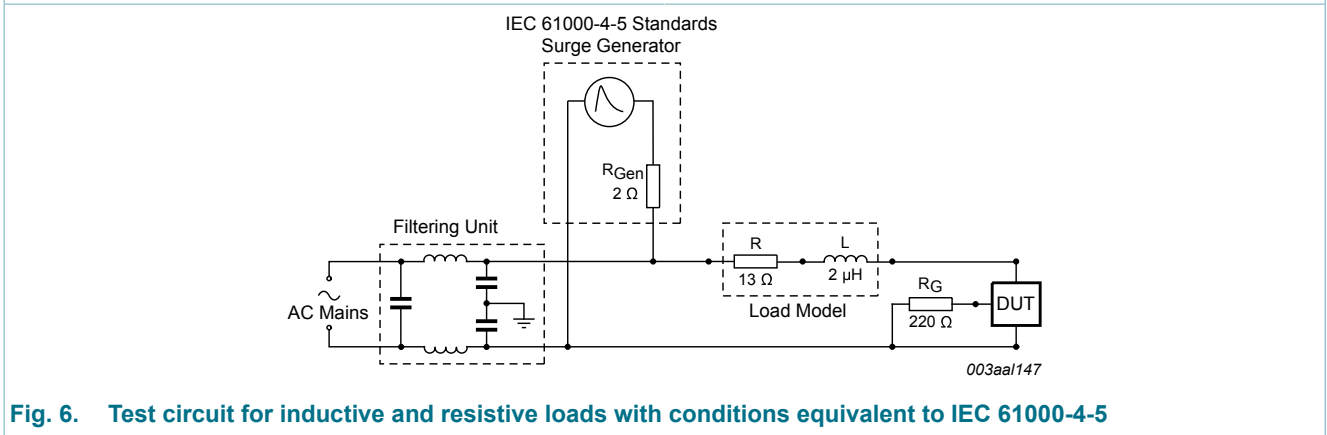 IEC 61000-4-5 Standards
Surge Generator
RGen
2 Ω
Filtering Unit
R
L
13 Ω
2 μH
Load Model
RG
220 Ω
DUT
AC Mains
003aal147
Fig. 6. Test circuit for inductive and resistive loads with conditions equivalent to IEC 61000-4-5